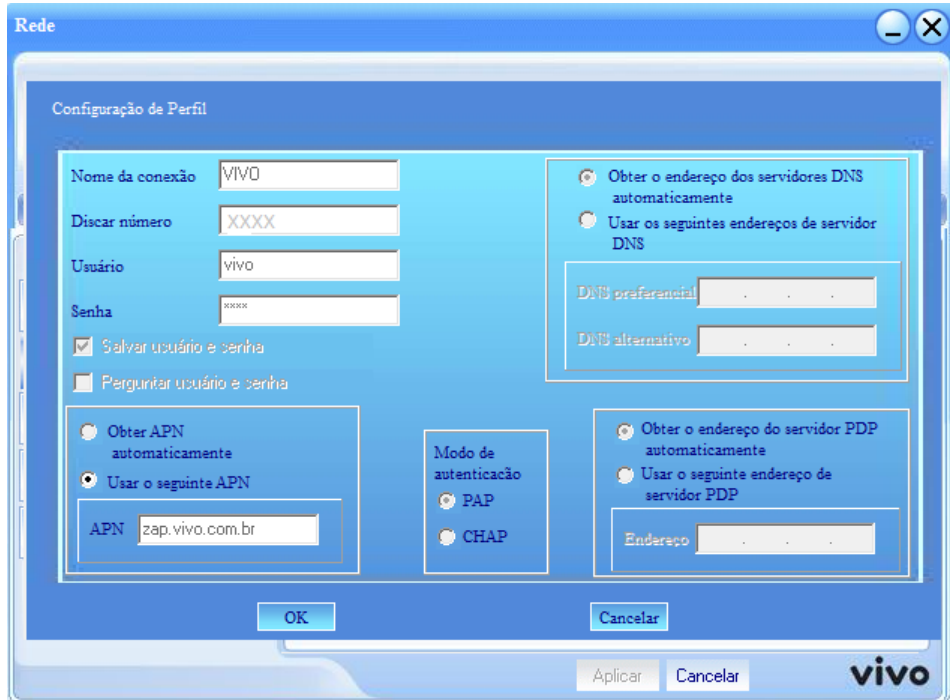 Rede
Configuração de Perfil
Nome da conexão VIVO
Discar número XXXX
Usuário vivo
Senha ****
Salvar usuário e senha
Perguntar usuário e senha
Obter o endereço dos servidores DNS
automaticamente
Usar os seguintes endereços de servidor
DNS
DNS preferencial . . .
DNS alternativo . . .
Obter APN
automaticamente
Usar o seguinte APN
APN zap.vivo.com.br
Modo de
autenticacão
PAP
CHAP
Obter o endereço do servidor PDP
automaticamente
Usar o seguinte endereço de
servidor PDP
Endereço . . .
OK Cancelar
Aplicar Cancelar vivo